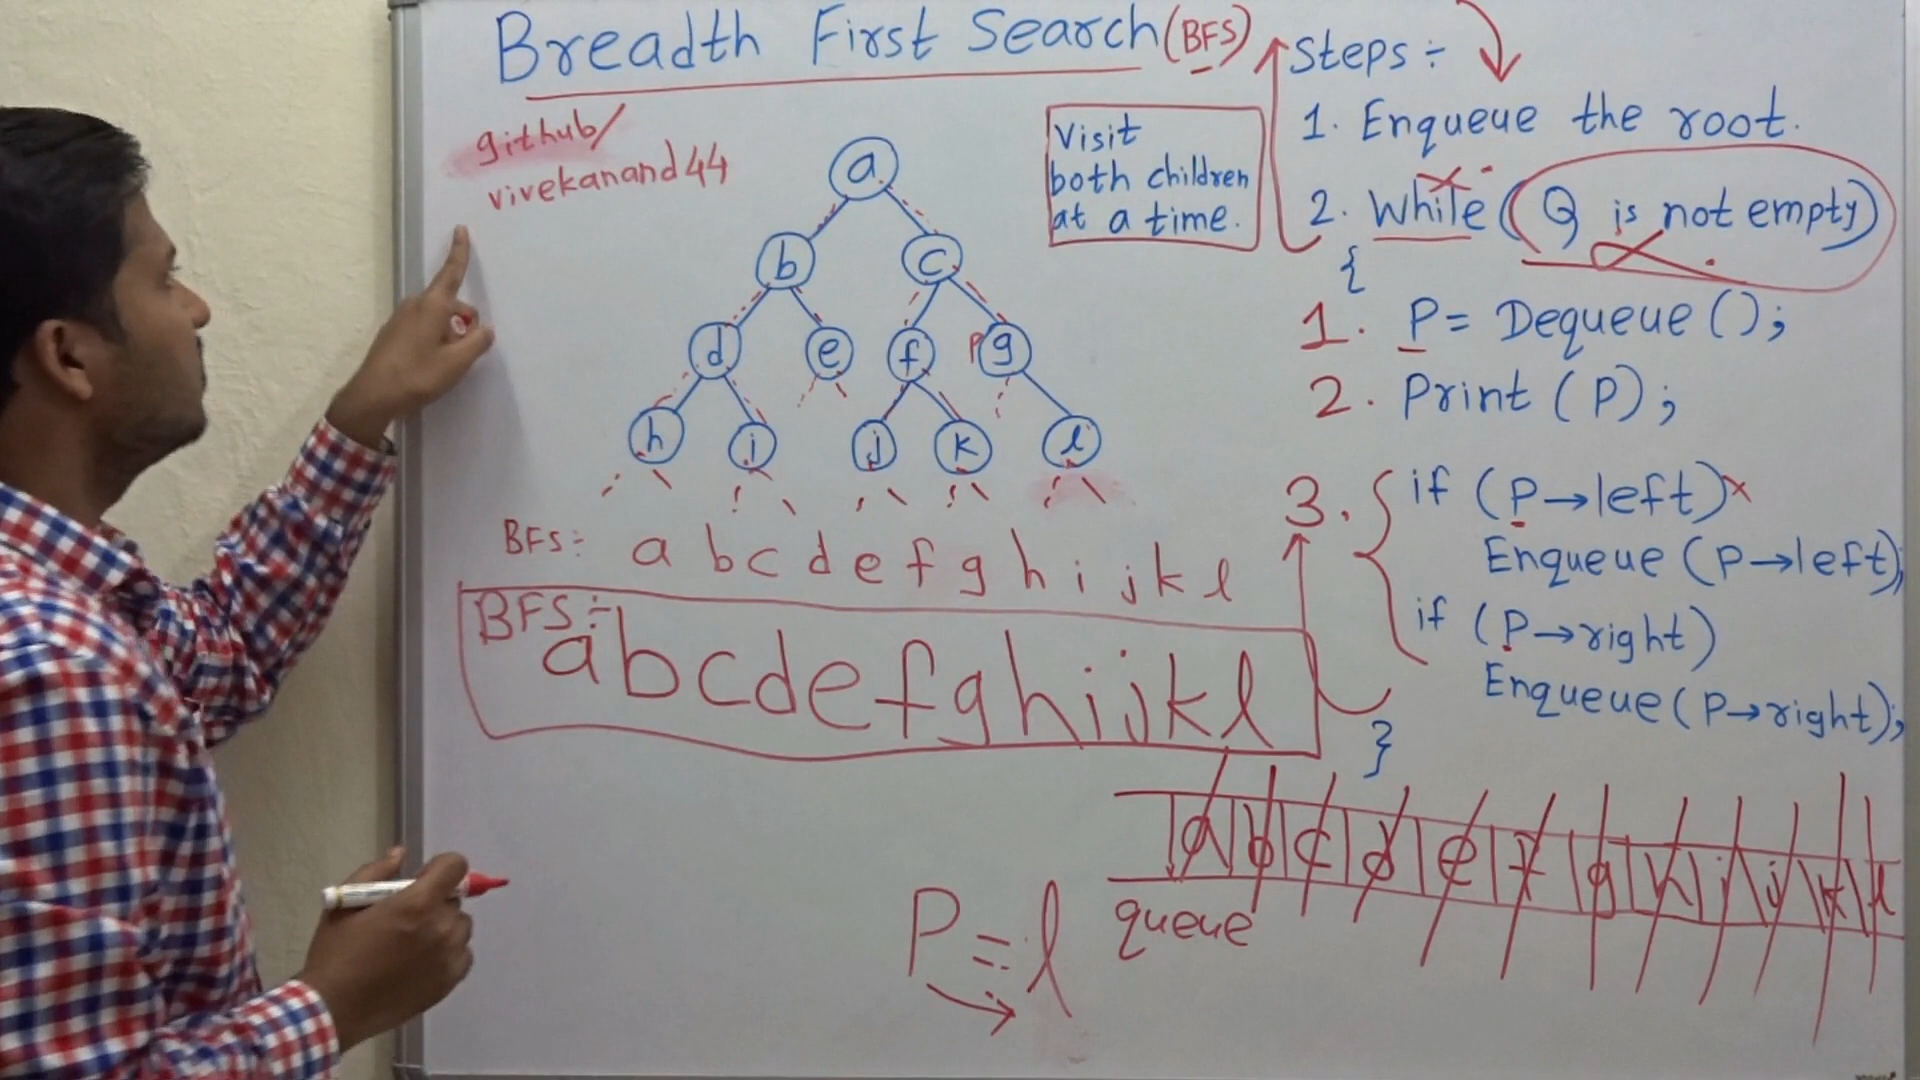 Breadth First Search (BFS)
github/
vivekanand44
a
b
c
d
e
f
P g
h
i
j
k
l
Visit
both children
at a time.
BFS:-
a b c d e f g h i j k l
BFS:-
a b c d e f g h i j k l
Steps :-
1. Enqueue the root.
2. While ( Q is not empty)
{
1. P = Dequeue ( );
2. Print ( P ) ;
3. { if ( P → left) x
Enqueue ( P → left);
if ( P → right )
Enqueue ( P → right);
}
a b c d e f g h i j k l
queue
P = l